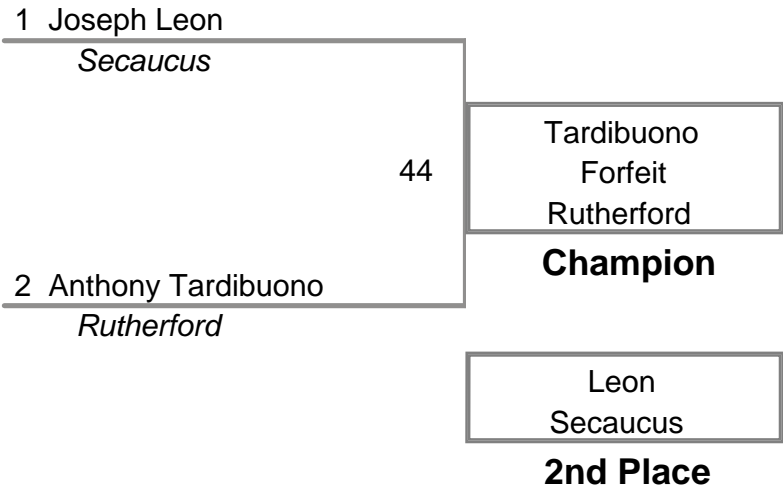 1 Joseph Leon
Secaucus
44
Tardibuono
Forfeit
Rutherford
Champion
2 Anthony Tardibuono
Rutherford
Leon
Secaucus
2nd Place